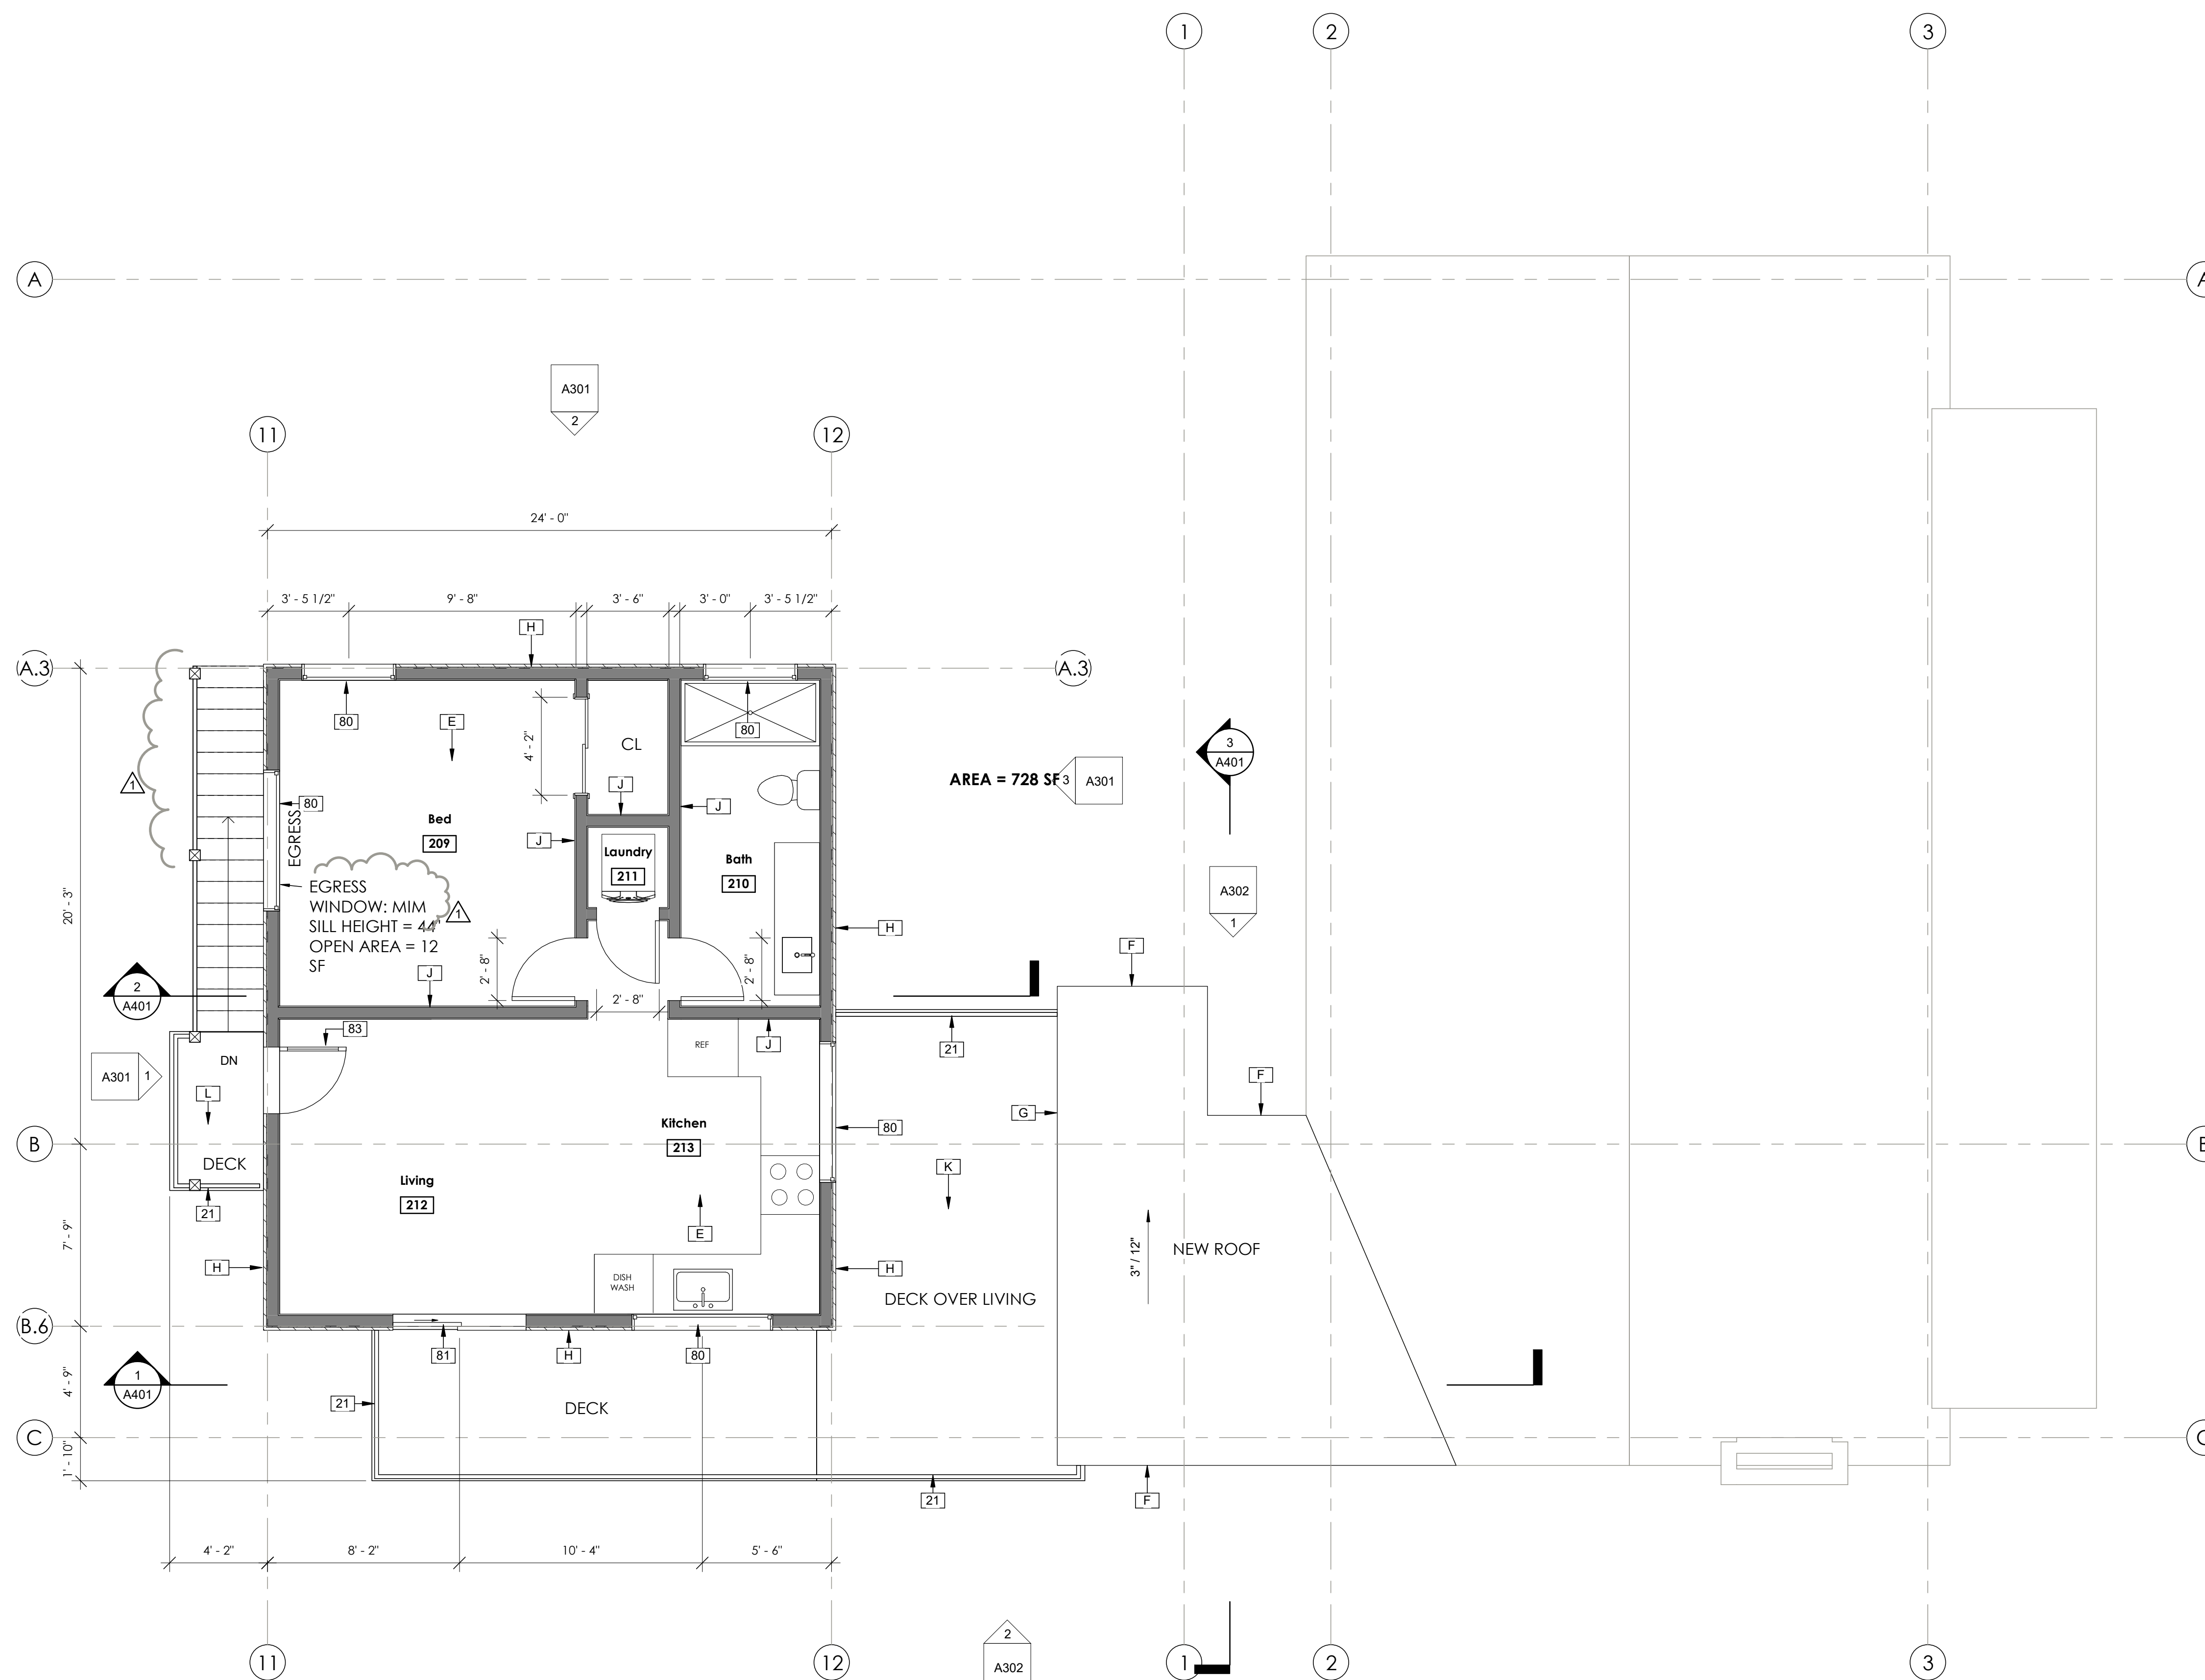 1
2
3
A
A
A301
2
11
12
24' - 0"
3' - 5 1/2"
9' - 8"
3' - 6"
3' - 0"
3' - 5 1/2"
H
A.3
A.3
80
E
4' - 2"
CL
80
J
J
3
A401
AREA = 728 SF
3
A301
1
80
EGRESS
Bed
209
J
Laundry
211
Bath
210
EGRESS
WINDOW: MIM
SILL HEIGHT = 44"
OPEN AREA = 12
SF
1
20' - 3"
A302
1
H
F
2' - 8"
2' - 8"
J
2' - 8"
2
A401
83
REF
J
21
DN
A301
1
L
F
G
80
Kitchen
213
B
B
DECK
Living
212
K
21
E
7' - 9"
H
H
3" / 12"
NEW ROOF
DISH
WASH
DECK OVER LIVING
B.6
81
H
80
1
A401
4' - 9"
21
DECK
C
C
1' - 10"
21
F
4' - 2"
8' - 2"
10' - 4"
5' - 6"
11
12
2
A302
1
2
3